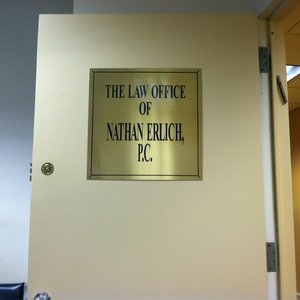 THE LAW OFFICE
OF
NATHAN ERLICH,
P.C.